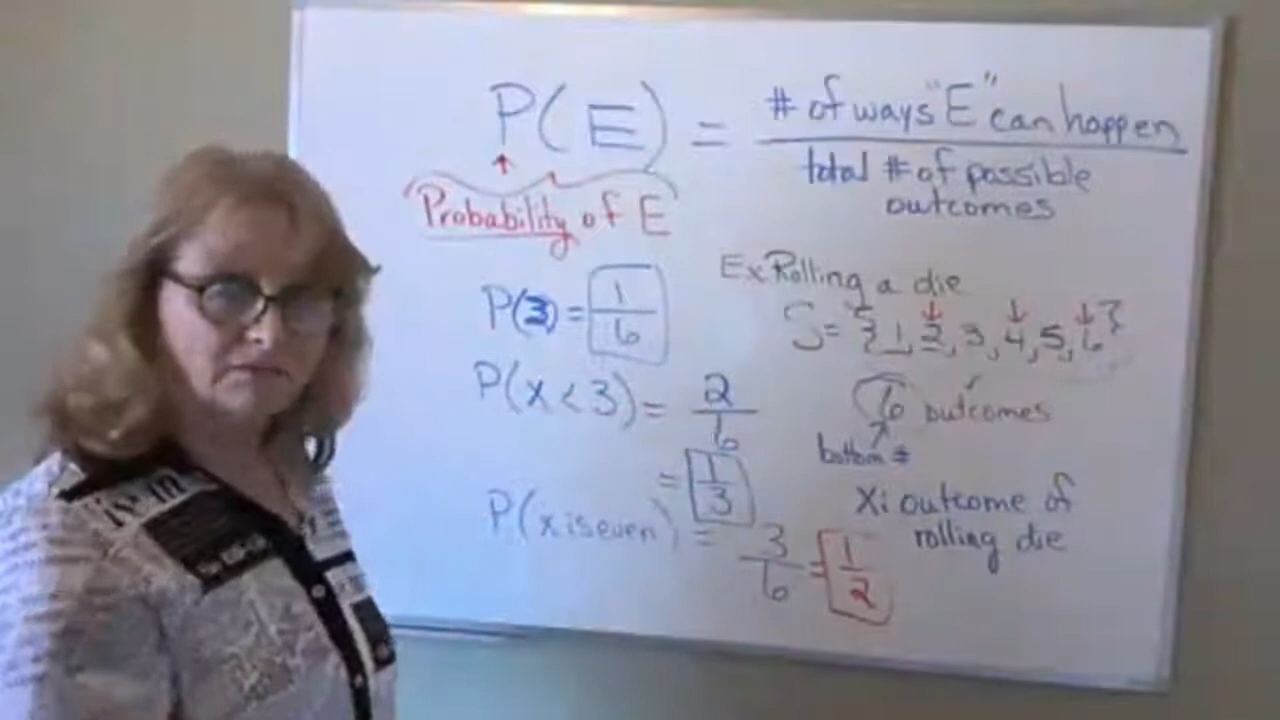 P(E) = # of ways "E" can happen
total # of possible
outcomes
Probability of E
Ex Rolling a die
S = {1, 2, 3, 4, 5, 6}
P(3) = 1/6
P(x < 3) = 2/6
= 1/3
6 outcomes
bottom #
X: outcome of
rolling die
P(x is even) = 3/6 = 1/2